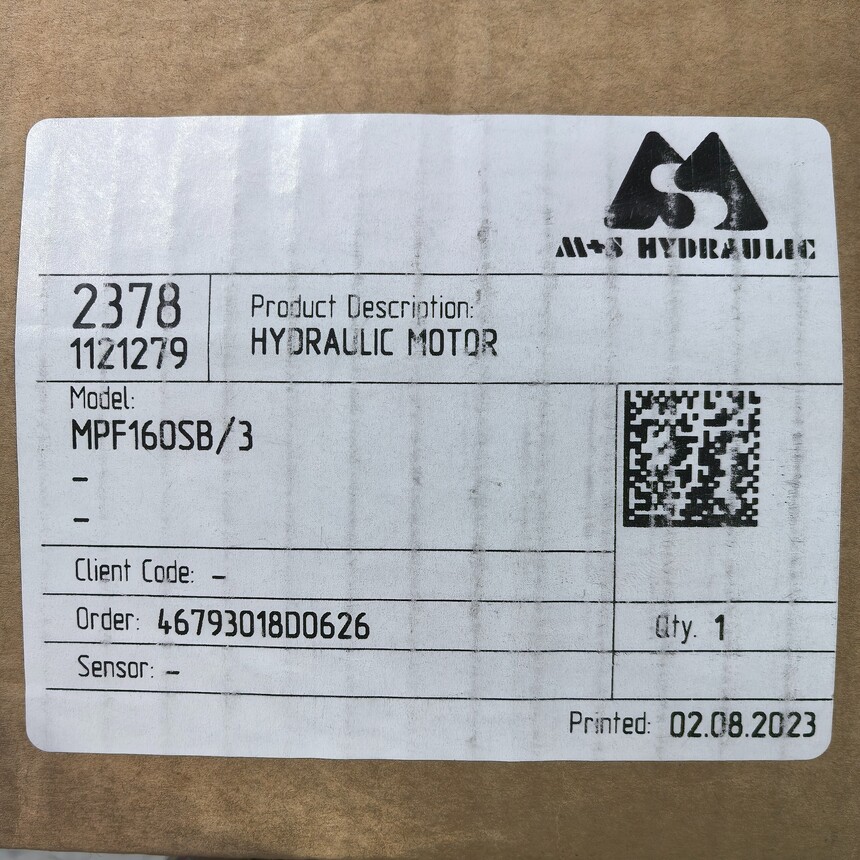 M+S HYDRAULIC
2378
1121279
Product Description:
HYDRAULIC MOTOR
Model:
MPF160SB/3
-
-
Client Code: -
Order: 46793018D0626
Qty. 1
Sensor: -
Printed: 02.08.2023